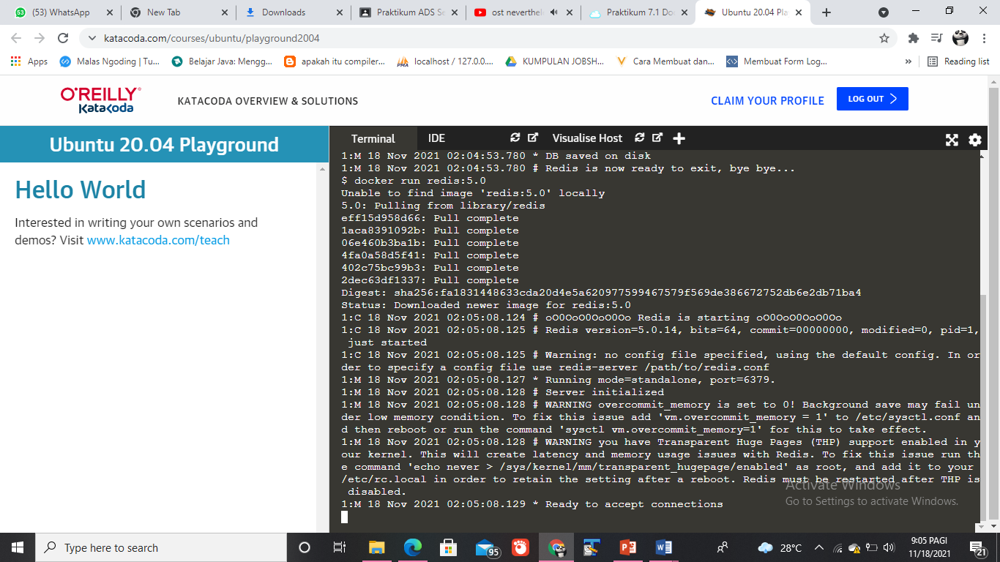 (53) WhatsApp
New Tab
Downloads
Praktikum ADS Se
ost neverthel
Praktikum 7.1 Do
Ubuntu 20.04 Pla
katacoda.com/courses/ubuntu/playground2004
Apps
Malas Ngoding | Tu...
Belajar Java: Mengg...
apakah itu compiler...
PMA
localhost / 127.0.0....
KUMPULAN JOBSH...
Cara Membuat dan...
Membuat Form Log...
»
Reading list
O'REILLY
Katacoda
KATACODA OVERVIEW & SOLUTIONS
CLAIM YOUR PROFILE
LOG OUT
Ubuntu 20.04 Playground
Hello World
Interested in writing your own scenarios and
demos? Visit www.katacoda.com/teach
Terminal
IDE
Visualise Host
1:M 18 Nov 2021 02:04:53.780 * DB saved on disk
1:M 18 Nov 2021 02:04:53.780 # Redis is now ready to exit, bye bye...
$ docker run redis:5.0
Unable to find image 'redis:5.0' locally
5.0: Pulling from library/redis
eff15d958d66: Pull complete
1aca8391092b: Pull complete
06e460b3ba1b: Pull complete
4fa0a58d5f41: Pull complete
402c75bc99b3: Pull complete
2dec63df1337: Pull complete
Digest: sha256:fa1831448633cda20d4e5a620977599467579f569de386672752db6e2db71ba4
Status: Downloaded newer image for redis:5.0
1:C 18 Nov 2021 02:05:08.124 # oO0OoO0OoO0Oo Redis is starting oO0OoO0OoO0Oo
1:C 18 Nov 2021 02:05:08.125 # Redis version=5.0.14, bits=64, commit=00000000, modified=0, pid=1,
just started
1:C 18 Nov 2021 02:05:08.125 # Warning: no config file specified, using the default config. In or
der to specify a config file use redis-server /path/to/redis.conf
1:M 18 Nov 2021 02:05:08.127 * Running mode=standalone, port=6379.
1:M 18 Nov 2021 02:05:08.128 # Server initialized
1:M 18 Nov 2021 02:05:08.128 # WARNING overcommit_memory is set to 0! Background save may fail un
der low memory condition. To fix this issue add 'vm.overcommit_memory = 1' to /etc/sysctl.conf an
d then reboot or run the command 'sysctl vm.overcommit_memory=1' for this to take effect.
1:M 18 Nov 2021 02:05:08.128 # WARNING you have Transparent Huge Pages (THP) support enabled in y
our kernel. This will create latency and memory usage issues with Redis. To fix this issue run th
e command 'echo never > /sys/kernel/mm/transparent_hugepage/enabled' as root, and add it to your
/etc/rc.local in order to retain the setting after a reboot. Redis must be restarted after THP is
disabled.
1:M 18 Nov 2021 02:05:08.129 * Ready to accept connections
Activate Windows
Go to Settings to activate Windows.
Type here to search
95
28°C
9:05 PAGI
11/18/2021
21